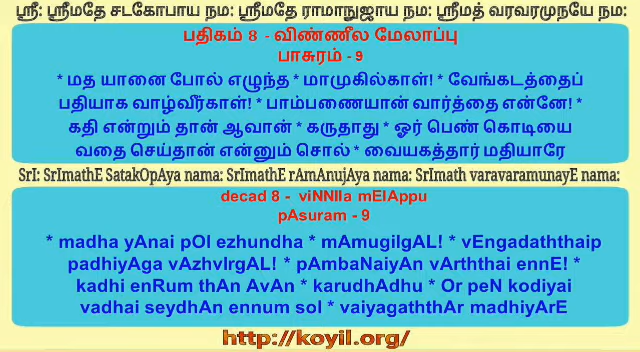 ஸ்ரீ: ஸ்ரீமதே சடகோபாய நம: ஸ்ரீமதே ராமாநுஜாய நம: ஸ்ரீமத் வரவரமுநயே நம:
பதிகம் 8 - விண்ணீல மேலாப்பு
பாசுரம் - 9
* மத யானை போல் எழுந்த * மாமுகில்காள்! * வேங்கடத்தைப்
பதியாக வாழ்வீர்காள்! * பாம்பணையான் வார்த்தை என்னே! *
கதி என்றும் தான் ஆவான் * கருதாது * ஓர் பெண் கொடியை
வதை செய்தான் என்னும் சொல் * வையகத்தார் மதியாரே
SrI: SrImathE SatakOpAya nama: SrImathE rAmAnujAya nama: SrImath varavaramunayE nama:
decad 8 - viNNIla mElAppu
pAsuram - 9
* madha yAnai pOl ezhundha * mAmugilgAL! * vEngadaththaip
padhiyAga vAzhvIrgAL! * pAmbaNaiyAn vArththai ennE! *
kadhi enRum thAn AvAn * karudhAdhu * Or peN kodiyai
vadhai seydhAn ennum sol * vaiyagaththAr madhiyArE
http://koyil.org/